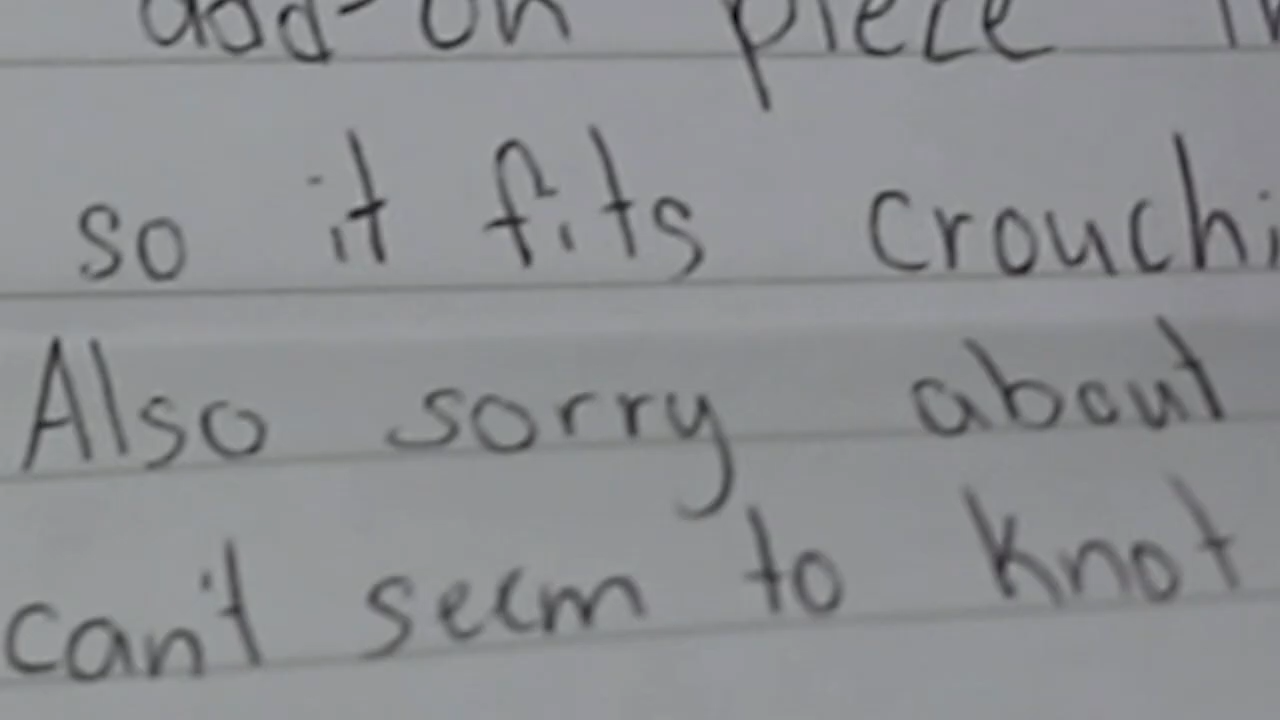 add-on piece
so it fits crouchi
Also sorry about
can't seem to knot